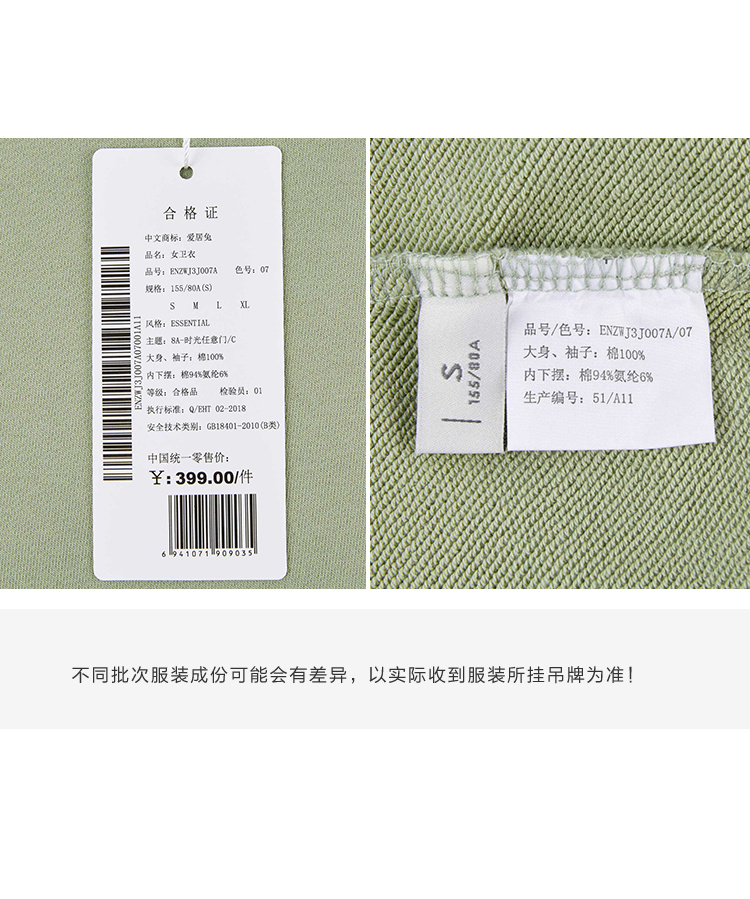 合格证
中文商标: 爱居兔
品名: 女卫衣
品号: ENZWJ3J007A 色号: 07
规格: 155/80A(S)
S M L XL
风格: ESSENTIAL
主题: 8A-时光任意门/C
大身、袖子: 棉100%
内下摆: 棉94%氨纶6%
等级: 合格品 检验员: 01
执行标准: Q/EHT 02-2018
安全技术类别: GB18401-2010(B类)
中国统一零售价:
¥: 399.00/件
6 941071 909035
ENZWJ3J007A07001A11
S
155/80A
品号/色号: ENZWJ3J007A/07
大身、袖子: 棉100%
内下摆: 棉94%氨纶6%
生产编号: 51/A11
不同批次服装成份可能会有差异，以实际收到服装所挂吊牌为准！